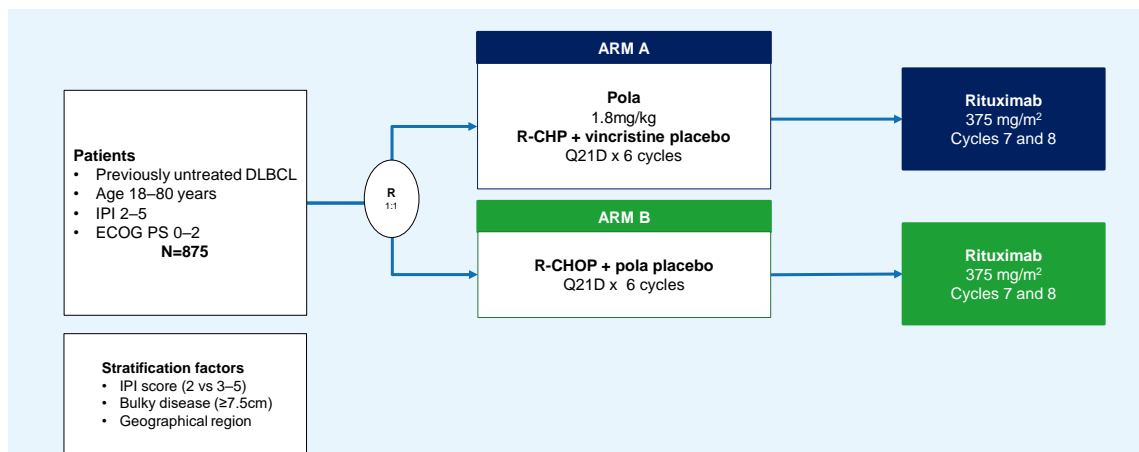 Patients
• Previously untreated DLBCL
• Age 18–80 years
• IPI 2–5
• ECOG PS 0–2
N=875
Stratification factors
• IPI score (2 vs 3–5)
• Bulky disease (≥7.5cm)
• Geographical region
R
1:1
ARM A
Pola
1.8mg/kg
R-CHP + vincristine placebo
Q21D x 6 cycles
Rituximab
375 mg/m²
Cycles 7 and 8
ARM B
R-CHOP + pola placebo
Q21D x 6 cycles
Rituximab
375 mg/m²
Cycles 7 and 8